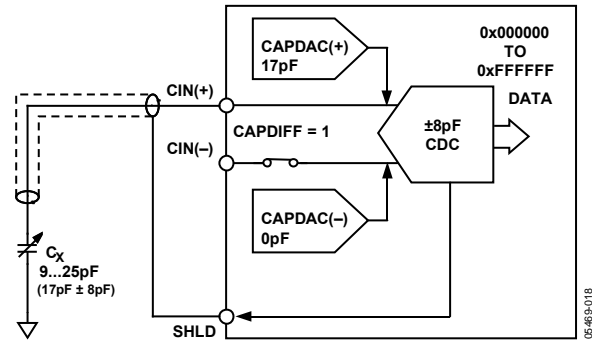 CAPDAC(+)
17pF
0x000000
TO
0xFFFFFF
DATA
CIN(+)
CAPDIFF = 1
±8pF
CDC
CIN(–)
CAPDAC(–)
0pF
CX
9...25pF
(17pF ± 8pF)
SHLD
05469-018